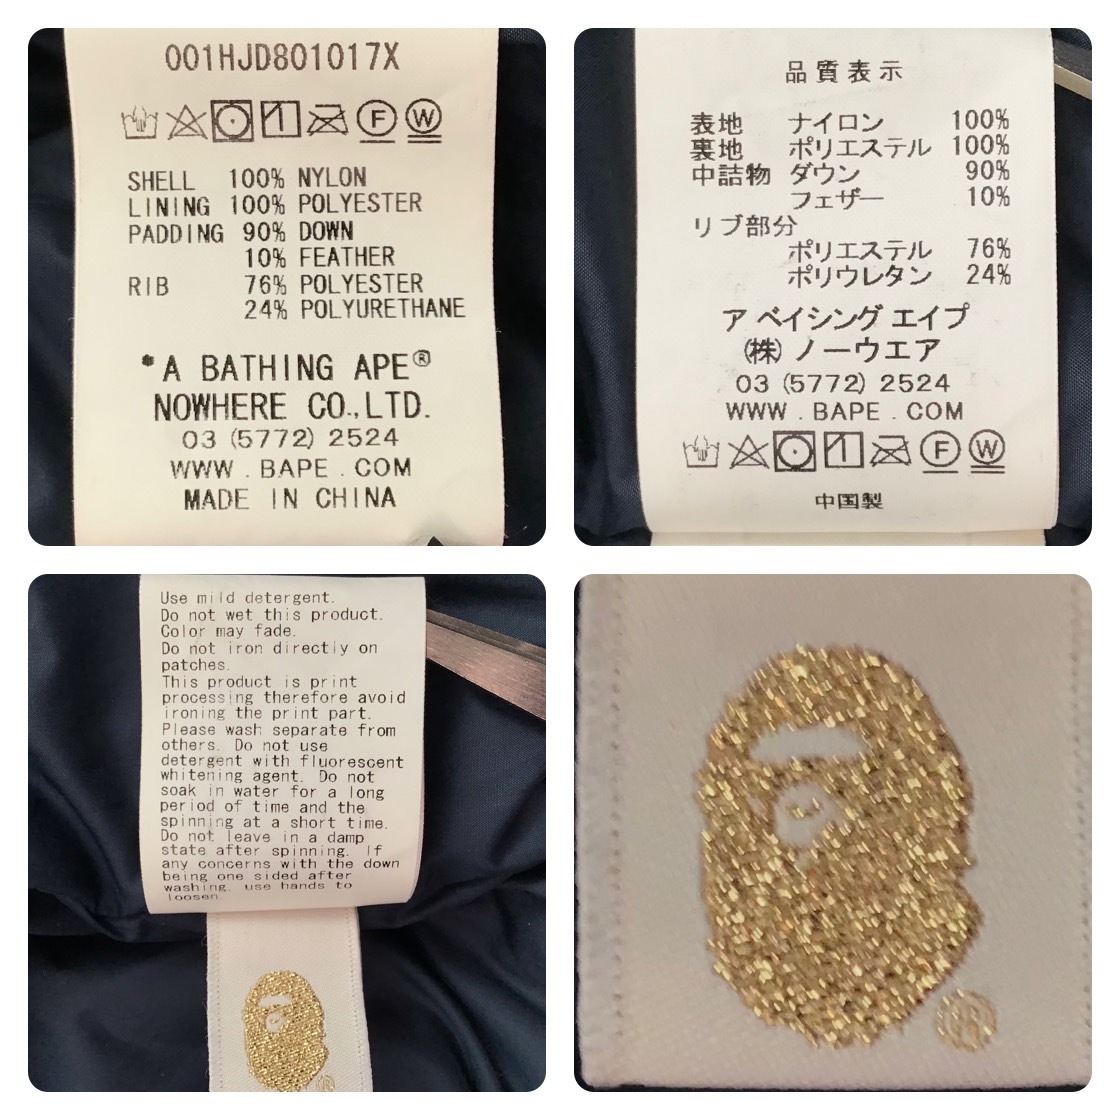 001HJD801017X
F W
SHELL 100% NYLON
LINING 100% POLYESTER
PADDING 90% DOWN
10% FEATHER
RIB 76% POLYESTER
24% POLYURETHANE
*A BATHING APE®
NOWHERE CO.,LTD.
03 (5772) 2524
WWW . BAPE . COM
MADE IN CHINA
品質表示
表地 ナイロン 100%
裏地 ポリエステル 100%
中詰物 ダウン 90%
フェザー 10%
リブ部分
ポリエステル 76%
ポリウレタン 24%
ア ベイシング エイプ
(株) ノーウエア
03 (5772) 2524
WWW . BAPE . COM
F W
中国製
Use mild detergent.
Do not wet this product.
Color may fade.
Do not iron directly on
patches.
This product is print
processing therefore avoid
ironing the print part.
Please wash separate from
others. Do not use
detergent with fluorescent
whitening agent. Do not
soak in water for a long
period of time and the
spinning at a short time.
Do not leave in a damp
state after spinning. If
any concerns with the down
being one sided after
washing, use hands to
loosen.
®
®